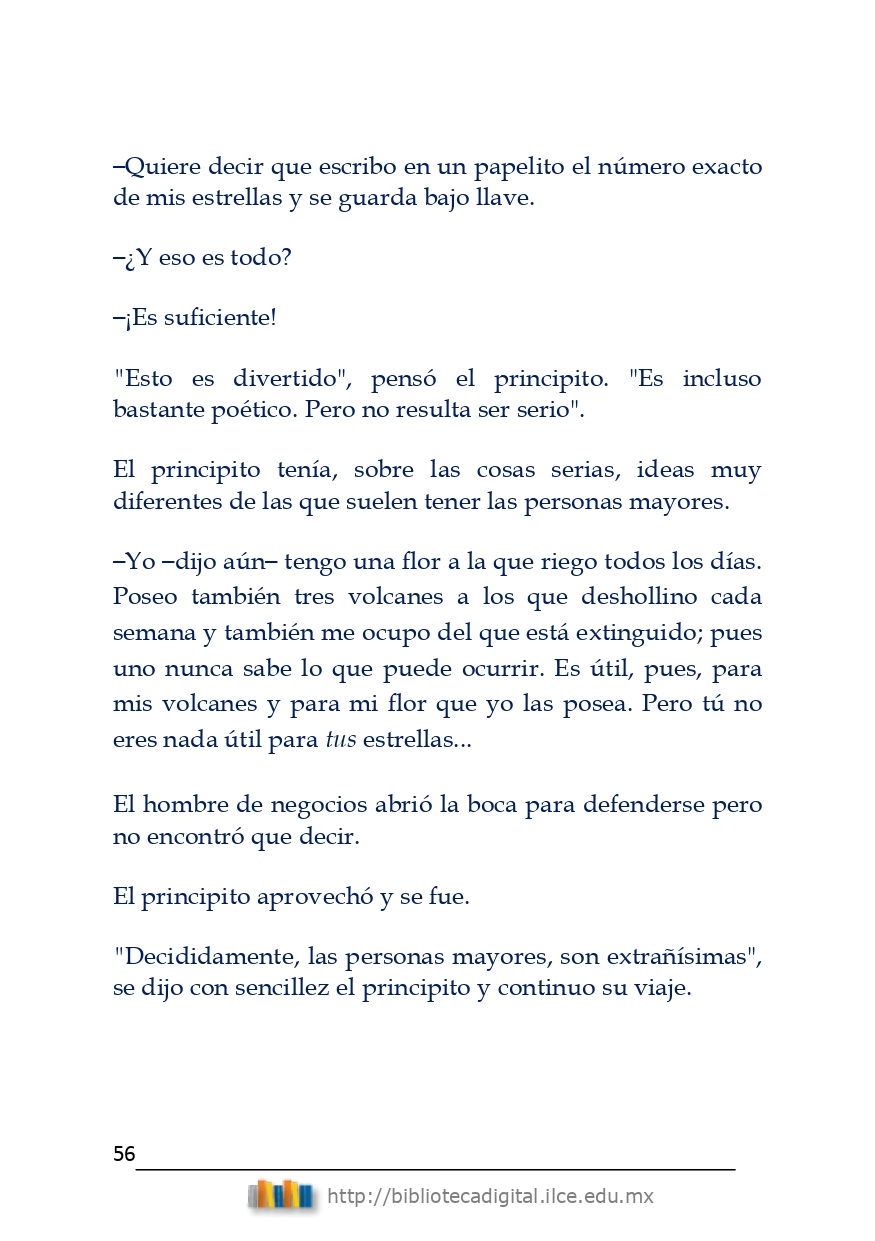 –Quiere decir que escribo en un papelito el número exacto
de mis estrellas y se guarda bajo llave.
–¿Y eso es todo?
–¡Es suficiente!
"Esto es divertido", pensó el principito. "Es incluso
bastante poético. Pero no resulta ser serio".
El principito tenía, sobre las cosas serias, ideas muy
diferentes de las que suelen tener las personas mayores.
–Yo –dijo aún– tengo una flor a la que riego todos los días.
Poseo también tres volcanes a los que deshollino cada
semana y también me ocupo del que está extinguido; pues
uno nunca sabe lo que puede ocurrir. Es útil, pues, para
mis volcanes y para mi flor que yo las posea. Pero tú no
eres nada útil para tus estrellas...
El hombre de negocios abrió la boca para defenderse pero
no encontró que decir.
El principito aprovechó y se fue.
"Decididamente, las personas mayores, son extrañísimas",
se dijo con sencillez el principito y continuo su viaje.
56
http://bibliotecadigital.ilce.edu.mx